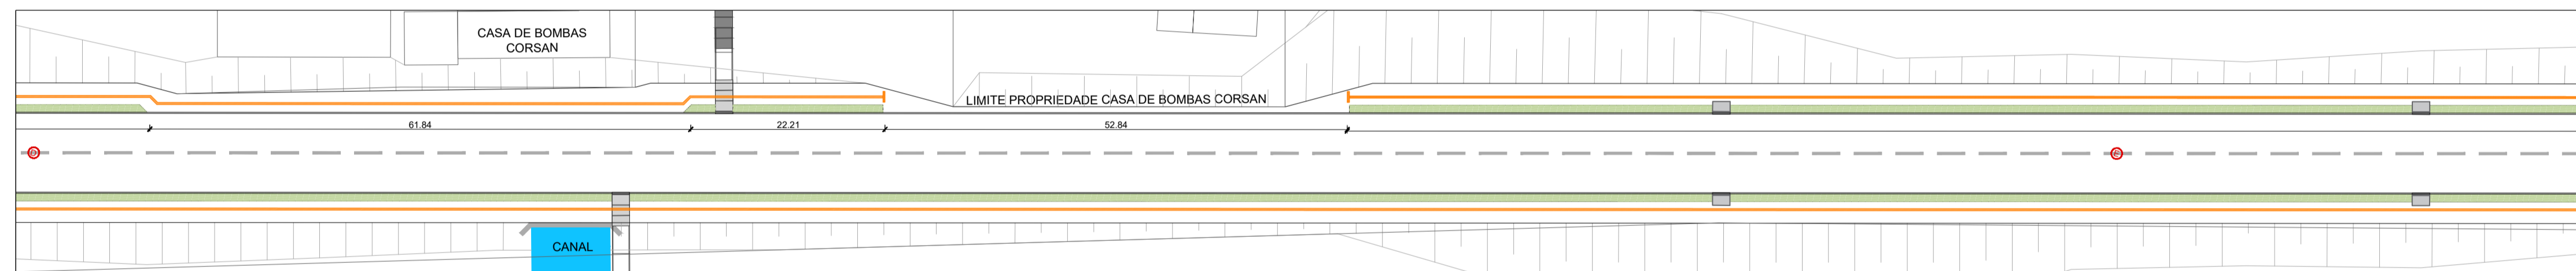 CASA DE BOMBAS
CORSAN
LIMITE PROPRIEDADE CASA DE BOMBAS CORSAN
61.84
22.21
52.84
CANAL